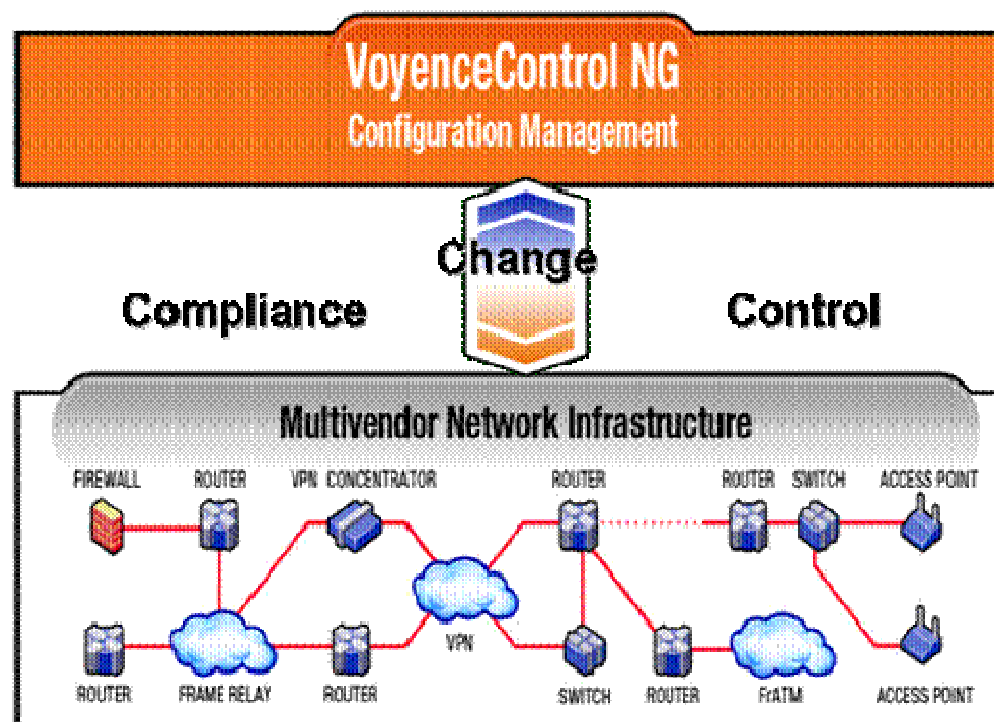 VoyenceControl NG
Configuration Management
Change
Compliance
Control
Multivendor Network Infrastructure
FIREWALL
ROUTER
VPN CONCENTRATOR
ROUTER
ROUTER
SWITCH
ACCESS POINT
VPN
ROUTER
FRAME RELAY
ROUTER
SWITCH
ROUTER
FrATM
ACCESS POINT